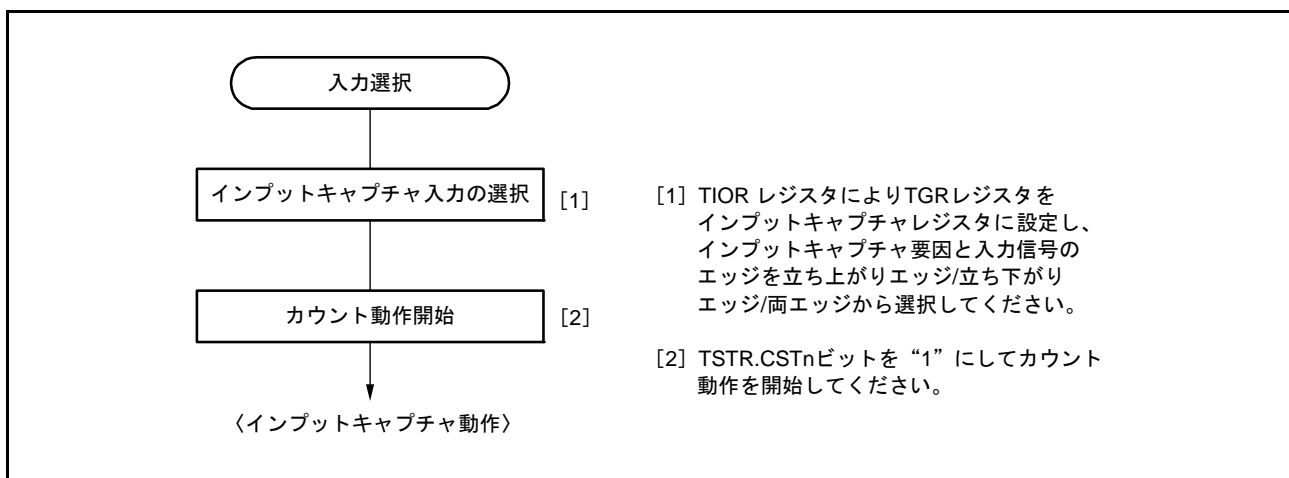 入力選択
インプットキャプチャ入力の選択 [1]
カウント動作開始 [2]
〈インプットキャプチャ動作〉
[1] TIOR レジスタによりTGRレジスタを
インプットキャプチャレジスタに設定し、
インプットキャプチャ要因と入力信号の
エッジを立ち上がりエッジ/立ち下がり
エッジ/両エッジから選択してください。
[2] TSTR.CSTnビットを“1”にしてカウント
動作を開始してください。